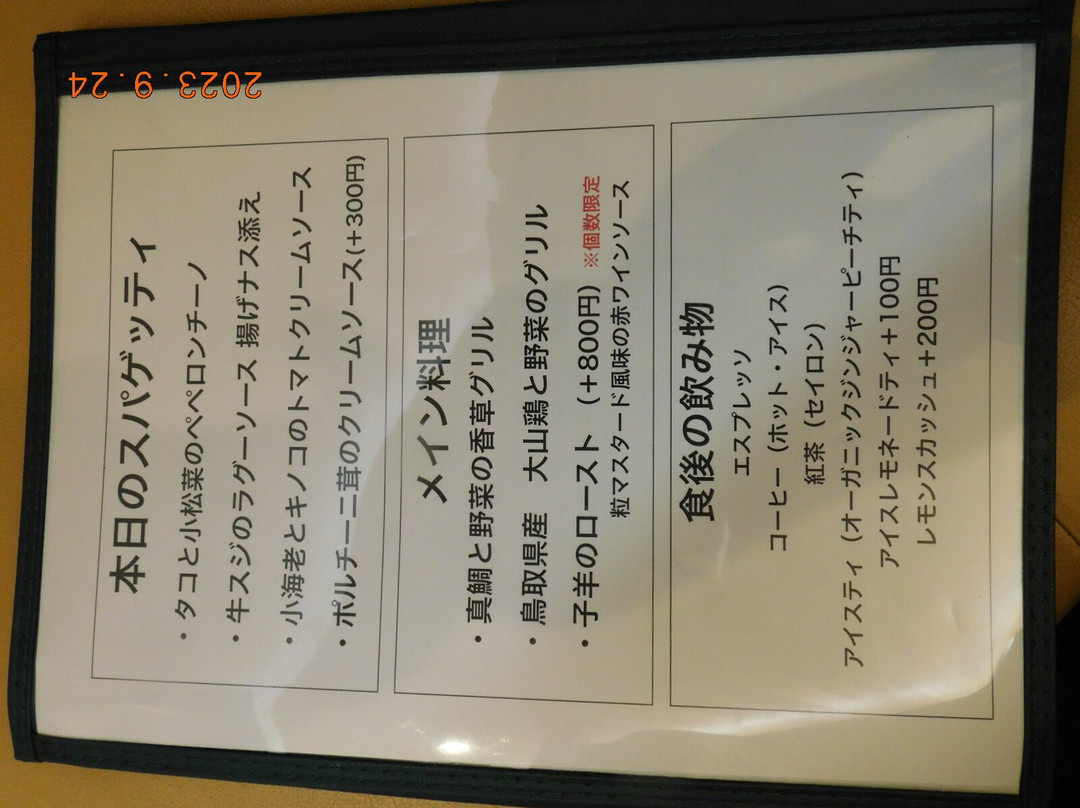 2023.9.24
本日のスパゲッティ
・タコと小松菜のペペロンチーノ
・牛スジのラグーソース 揚げナス添え
・小海老とキノコのトマトクリームソース
・ポルチーニ茸のクリームソース(+300円)
メイン料理
・真鯛と野菜の香草グリル
・鳥取県産　大山鶏と野菜のグリル
・子羊のロースト （+800円）※個数限定
粒マスタード風味の赤ワインソース
食後の飲み物
エスプレッソ
コーヒー（ホット・アイス）
紅茶（セイロン）
アイスティ（オーガニックジンジャーピーチティ）
アイスレモネードティ+100円
レモンスカッシュ+200円